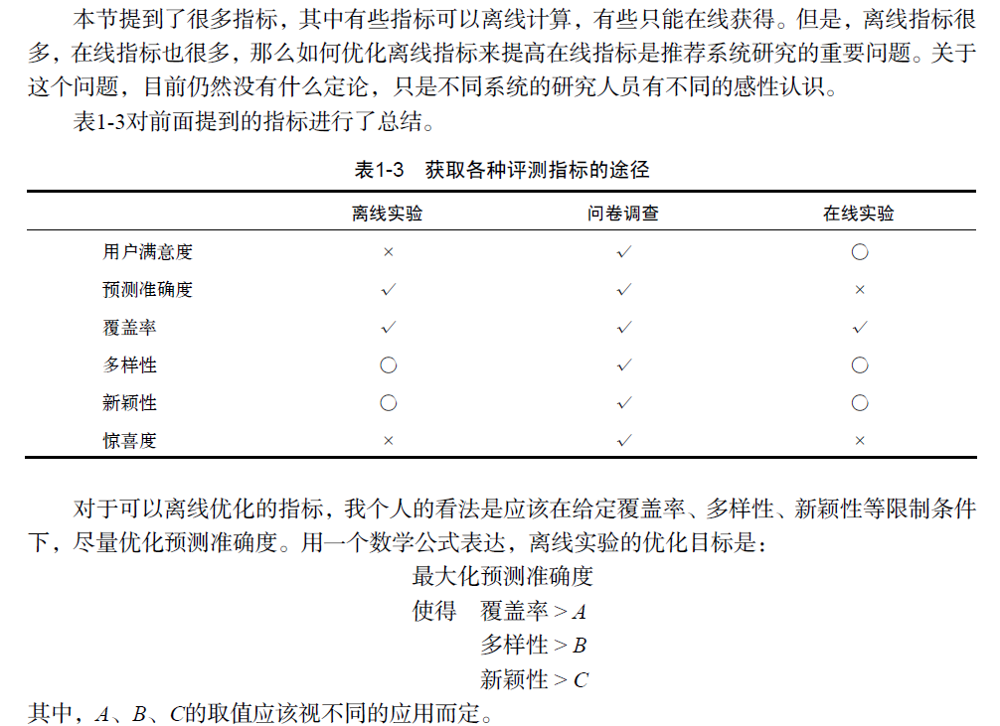 本节提到了很多指标，其中有些指标可以离线计算，有些只能在线获得。但是，离线指标很
多，在线指标也很多，那么如何优化离线指标来提高在线指标是推荐系统研究的重要问题。关于
这个问题，目前仍然没有什么定论，只是不同系统的研究人员有不同的感性认识。
表1-3对前面提到的指标进行了总结。
表1-3 获取各种评测指标的途径
离线实验 问卷调查 在线实验
用户满意度 × √ ○
预测准确度 √ √ ×
覆盖率 √ √ √
多样性 ○ √ ○
新颖性 ○ √ ○
惊喜度 × √ ×
对于可以离线优化的指标，我个人的看法是应该在给定覆盖率、多样性、新颖性等限制条件
下，尽量优化预测准确度。用一个数学公式表达，离线实验的优化目标是：
最大化预测准确度
使得 覆盖率 > A
多样性 > B
新颖性 > C
其中，A、B、C的取值应该视不同的应用而定。